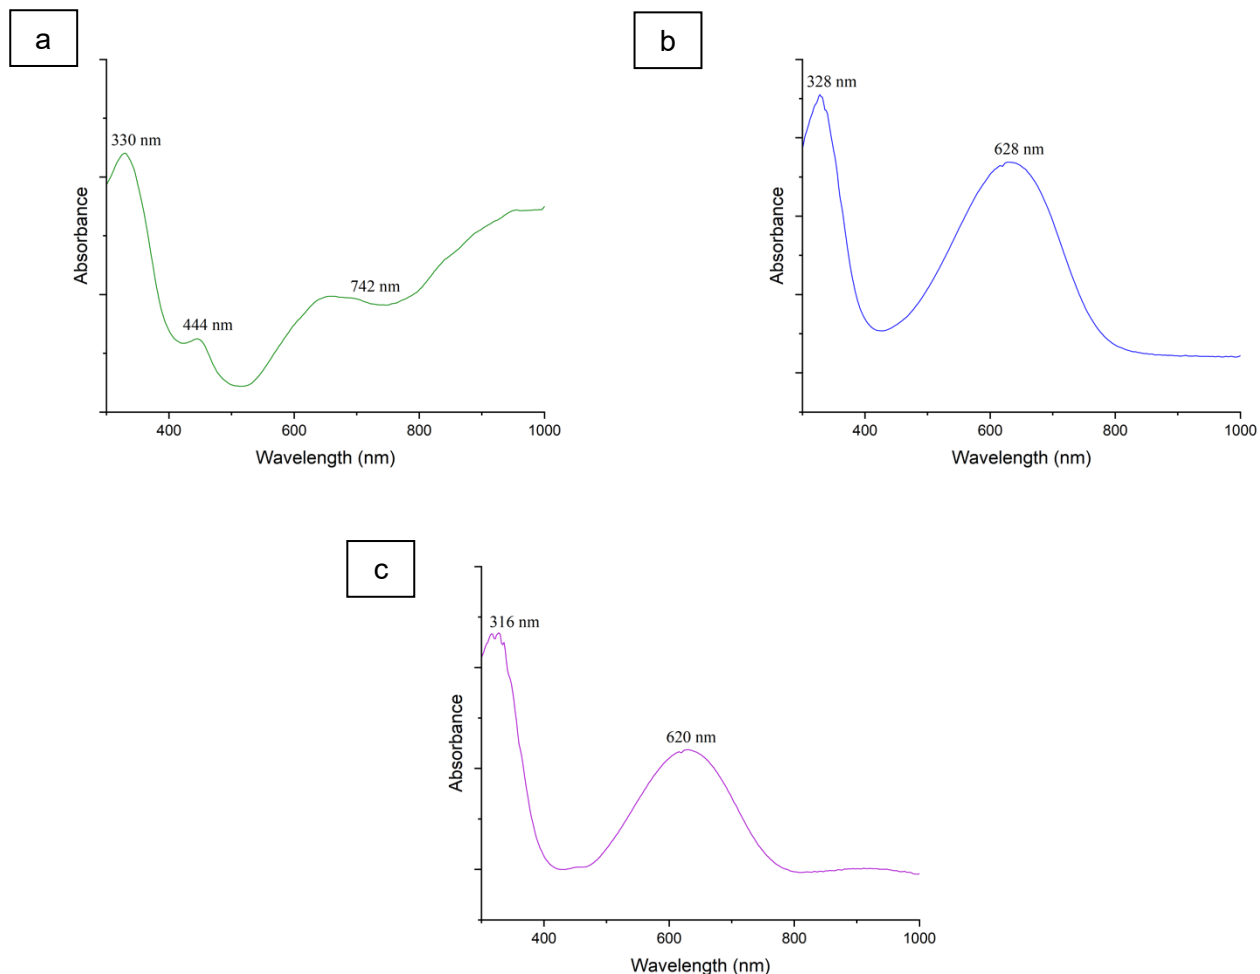 a
330 nm
444 nm
742 nm
Absorbance
400
600
800
1000
Wavelength (nm)
b
328 nm
628 nm
Absorbance
400
600
800
1000
Wavelength (nm)
c
316 nm
620 nm
Absorbance
400
600
800
1000
Wavelength (nm)